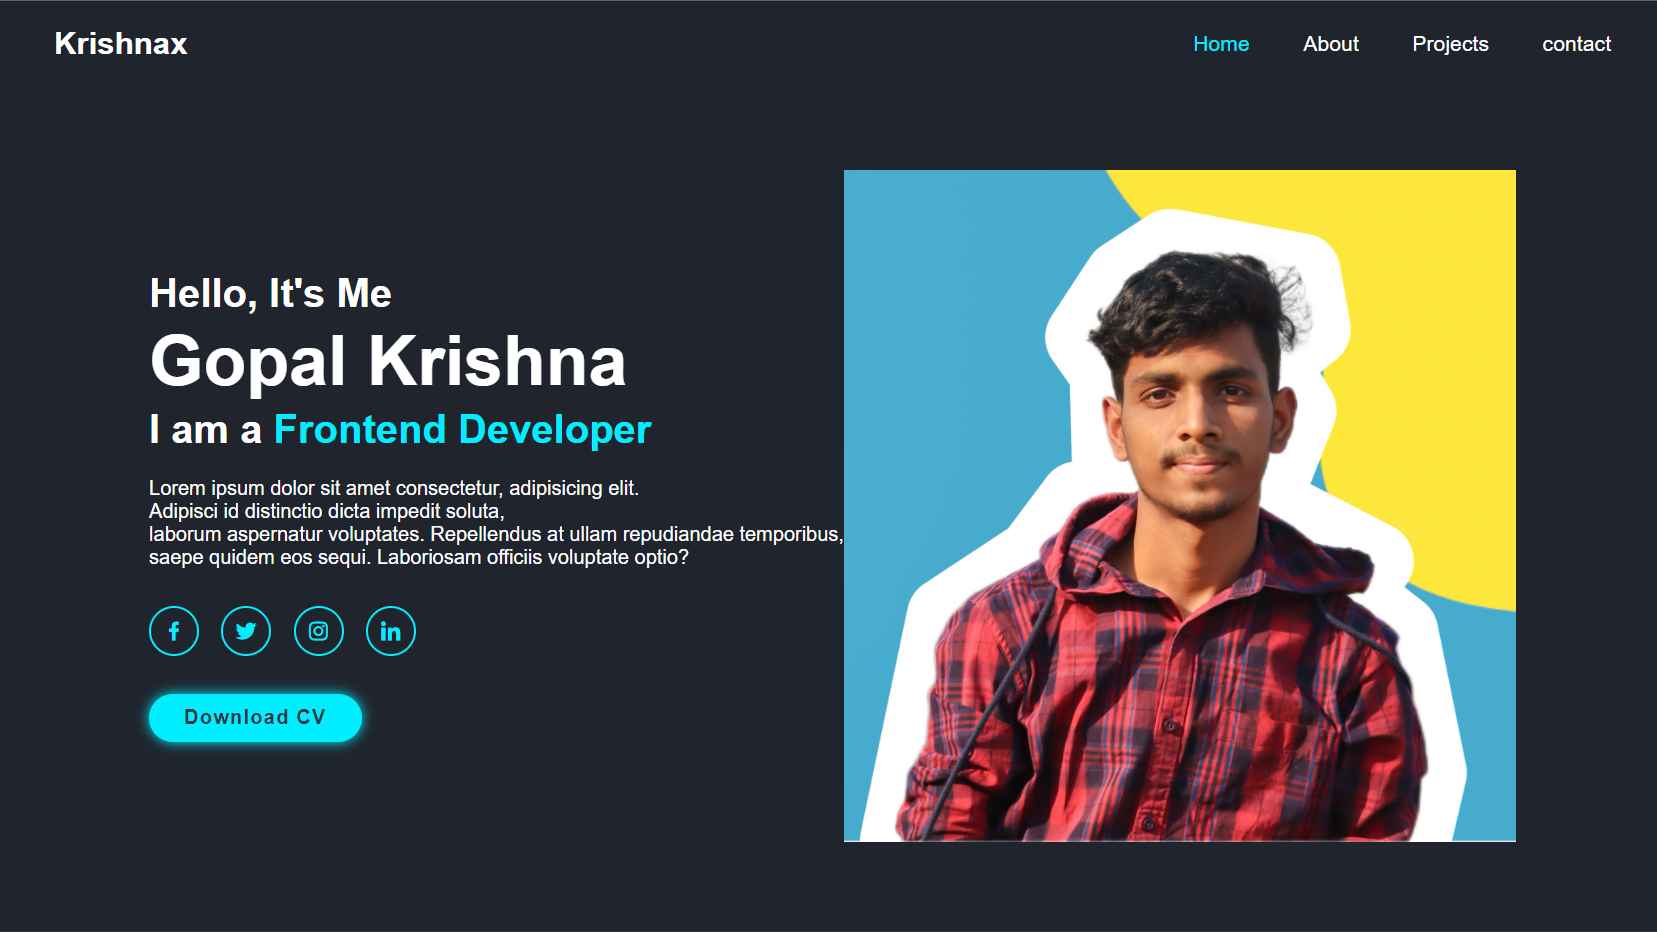 Krishnax
Home About Projects contact
Hello, It's Me
Gopal Krishna
I am a Frontend Developer
Lorem ipsum dolor sit amet consectetur, adipisicing elit.
Adipisci id distinctio dicta impedit soluta,
laborum aspernatur voluptates. Repellendus at ullam repudiandae temporibus,
saepe quidem eos sequi. Laboriosam officiis voluptate optio?
Download CV